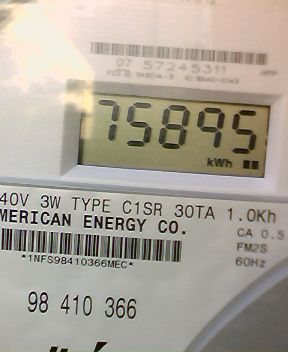 07 57245311
75895
kWh
40V 3W TYPE C1SR 30TA 1.0Kh
MERICAN ENERGY CO.
CA 0.5
FM2S
60Hz
*1NFS98410366MEC*
98 410 366